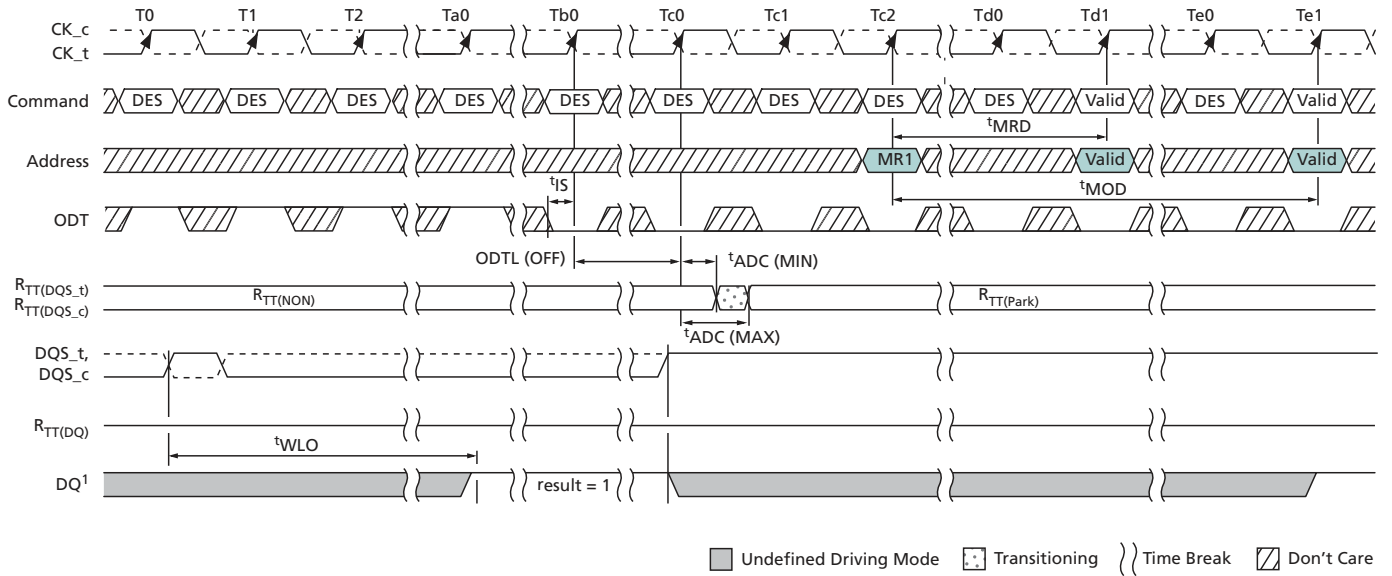 T0 T1 T2 Ta0 Tb0 Tc0 Tc1 Tc2 Td0 Td1 Te0 Te1
CK_c
CK_t
Command DES DES DES DES DES DES DES DES DES Valid DES Valid
tMRD
Address MR1 Valid Valid
tIS tMOD
ODT
ODTL (OFF) tADC (MIN)
RTT(DQS_t)
RTT(DQS_c) RTT(NON) RTT(Park)
tADC (MAX)
DQS_t,
DQS_c
RTT(DQ)
tWLO
DQ1 result = 1
Undefined Driving Mode Transitioning Time Break Don't Care